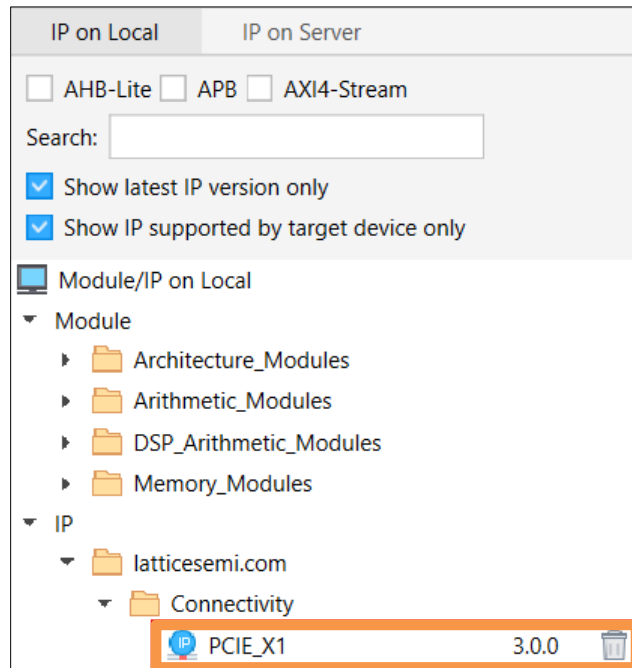 IP on Local IP on Server
AHB-Lite APB AXI4-Stream
Search:
Show latest IP version only
Show IP supported by target device only
Module/IP on Local
Module
Architecture_Modules
Arithmetic_Modules
DSP_Arithmetic_Modules
Memory_Modules
IP
latticesemi.com
Connectivity
IP PCIE_X1 3.0.0